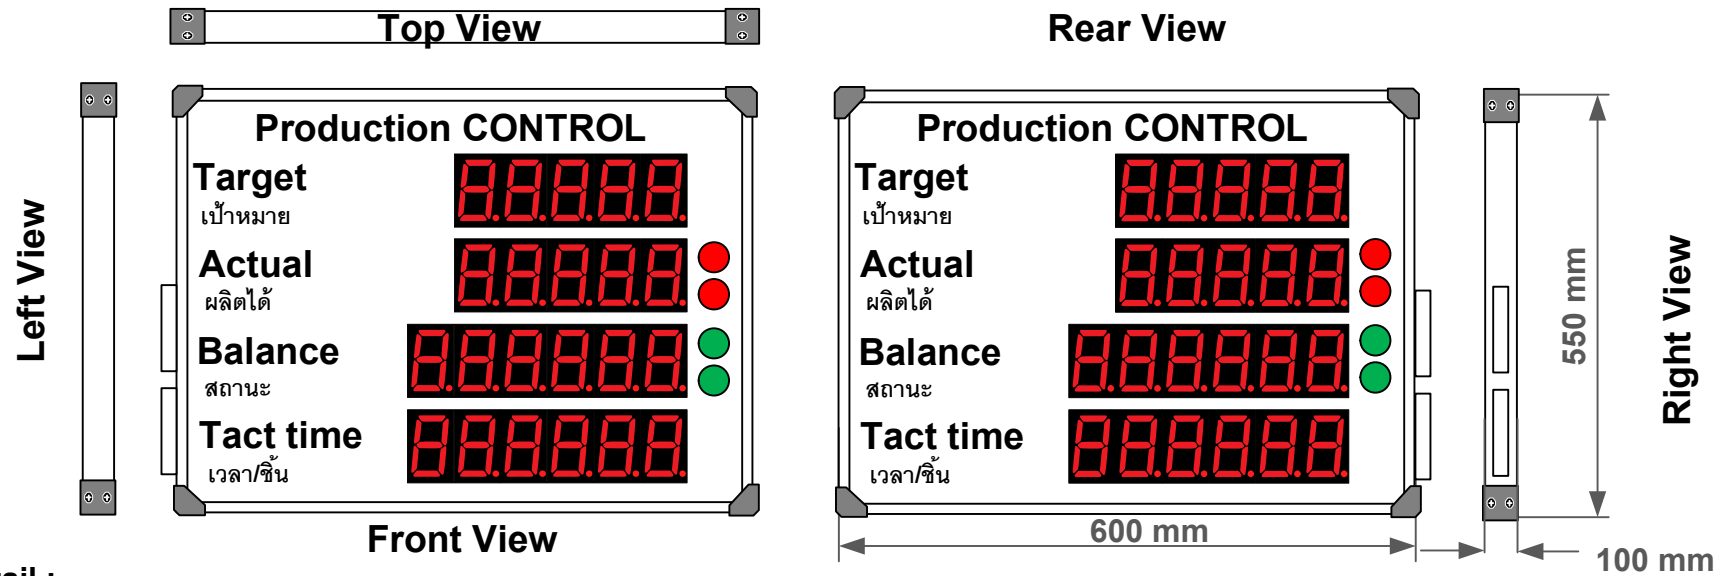 Top View
Rear View
Left View
Production CONTROL
Target
เป้าหมาย
Actual
ผลิตได้
Balance
สถานะ
Tact time
เวลา/ชิ้น
Front View
Production CONTROL
Target
เป้าหมาย
Actual
ผลิตได้
Balance
สถานะ
Tact time
เวลา/ชิ้น
600 mm
550 mm
100 mm
Right View